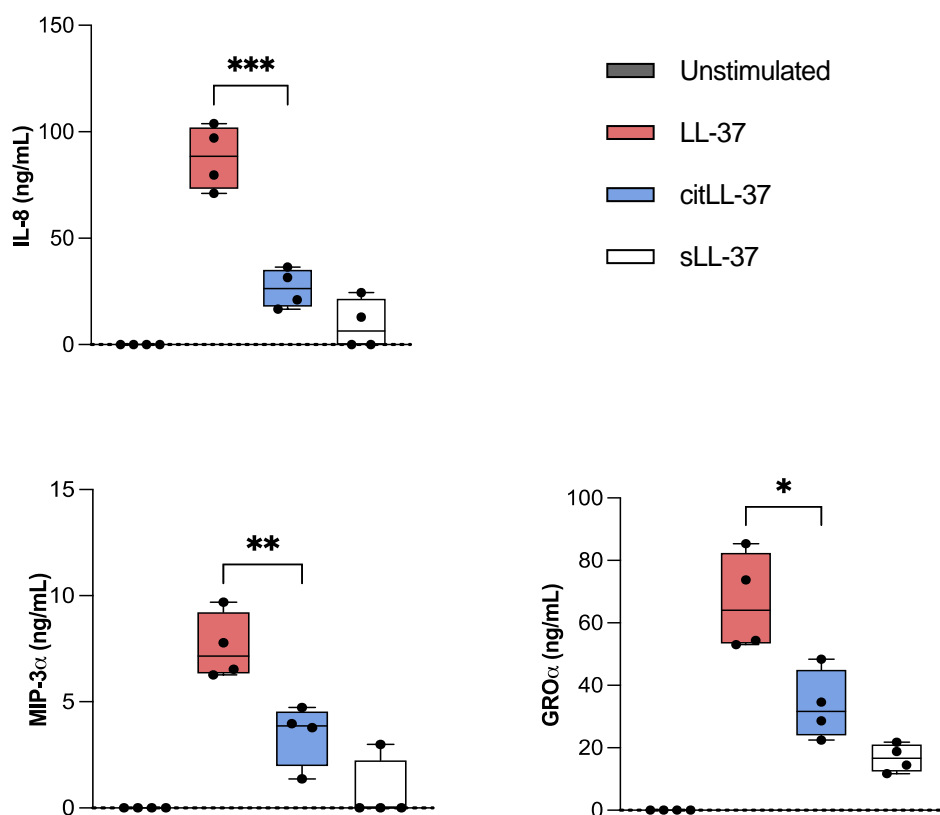 IL-8 (ng/mL)
150
100
50
0
***
Unstimulated
LL-37
citLL-37
sLL-37
MIP-3α (ng/mL)
15
10
5
0
**
GROα (ng/mL)
100
80
60
40
20
0
*